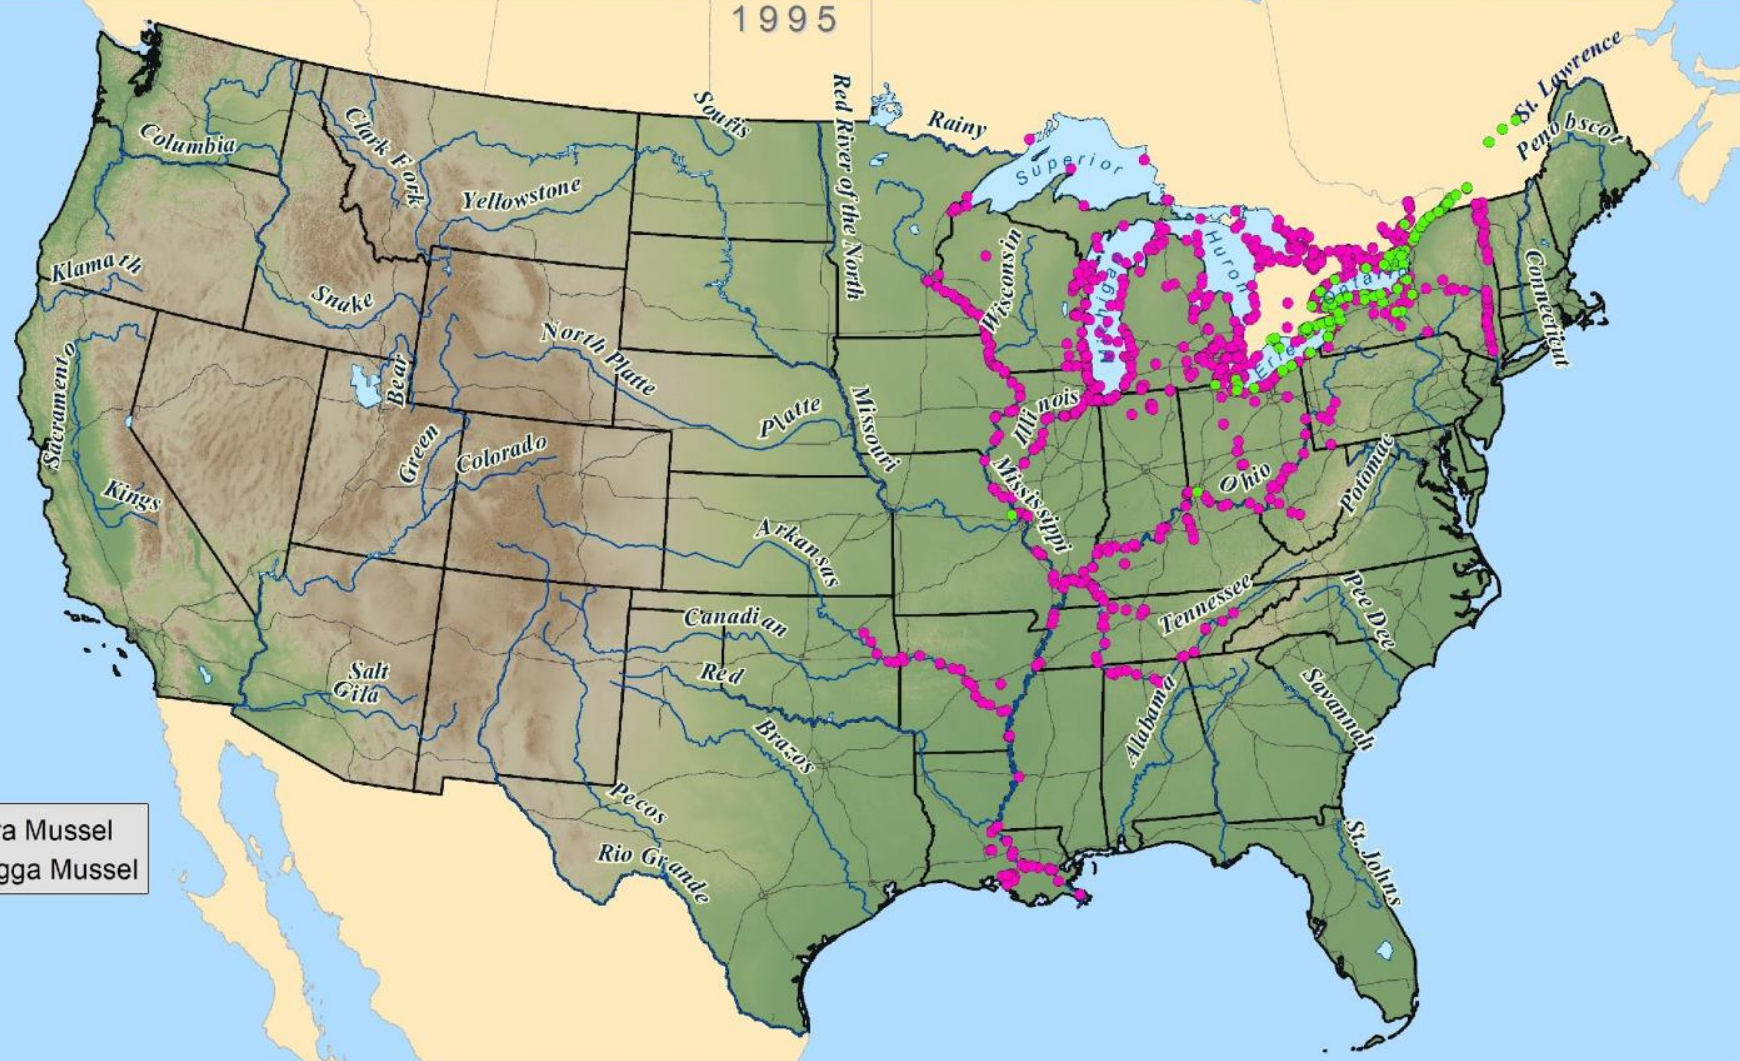 1995
St. Lawrence
Souris
Red River of the North
Rainy
Clark Fork
Columbia
Penobscot
Superior
Yellowstone
Huron
Klamath
Snake
Wisconsin
Michigan
Ontario
Connecticut
North Platte
Bear
Erie
Sacramento
Platte
Missouri
Illinois
Green
Colorado
Mississippi
Ohio
Potomac
Kings
Arkansas
Tennessee
Pee Dee
Canadian
Salt
Gila
Red
Alabama
Savannah
Brazos
Pecos
ra Mussel
gga Mussel
Rio Grande
St. Johns